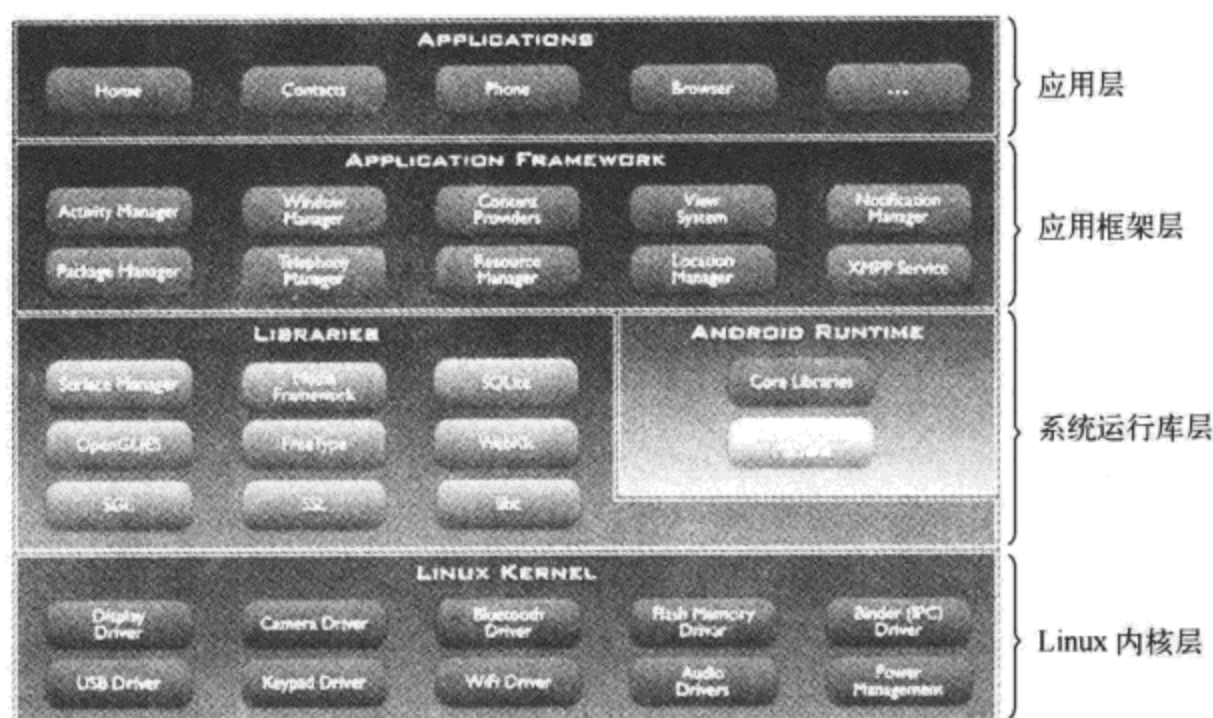 APPLICATIONS
Home
Contacts
Phone
Browser
...
应用层
APPLICATION FRAMEWORK
Activity Manager
Window
Manager
Content
Providers
View
System
Notification
Manager
Package Manager
Telephony
Manager
Resource
Manager
Location
Manager
XMPP Service
应用框架层
LIBRARIES
Surface Manager
Media
Framework
SQLite
OpenGL|ES
FreeType
WebKit
SGL
SSL
libc
ANDROID RUNTIME
Core Libraries
系统运行库层
LINUX KERNEL
Display
Driver
Camera Driver
Bluetooth
Driver
Flash Memory
Driver
Binder (IPC)
Driver
USB Driver
Keypad Driver
WiFi Driver
Audio
Drivers
Power
Management
Linux 内核层